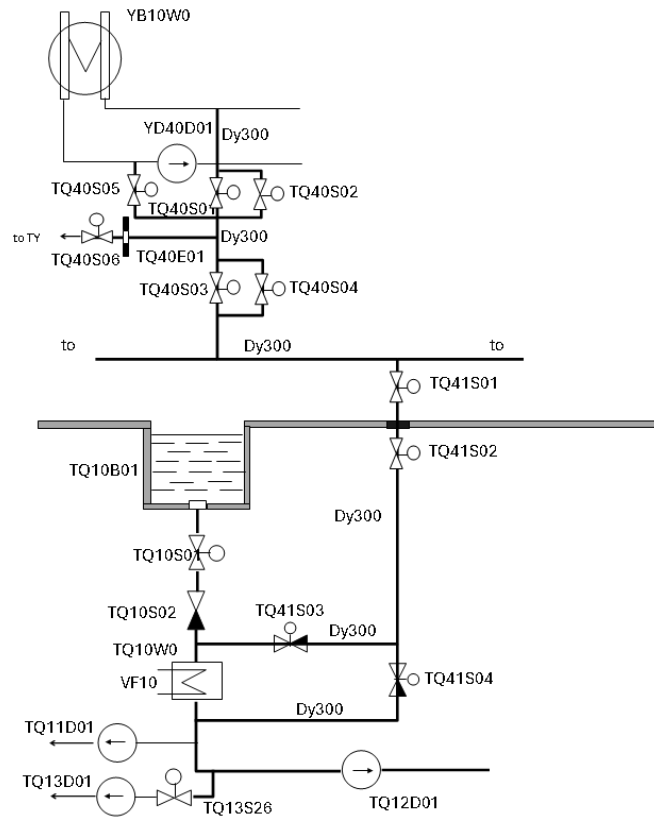 YB10W0
YD40D01
Dy300
TQ40S05
TQ40S01
TQ40S02
to TY
TQ40S06
TQ40E01
Dy300
TQ40S03
TQ40S04
to
Dy300
to
TQ41S01
TQ10B01
TQ41S02
Dy300
TQ10S01
TQ10S02
TQ41S03
TQ10W0
Dy300
VF10
TQ41S04
Dy300
TQ11D01
TQ13D01
TQ13S26
TQ12D01